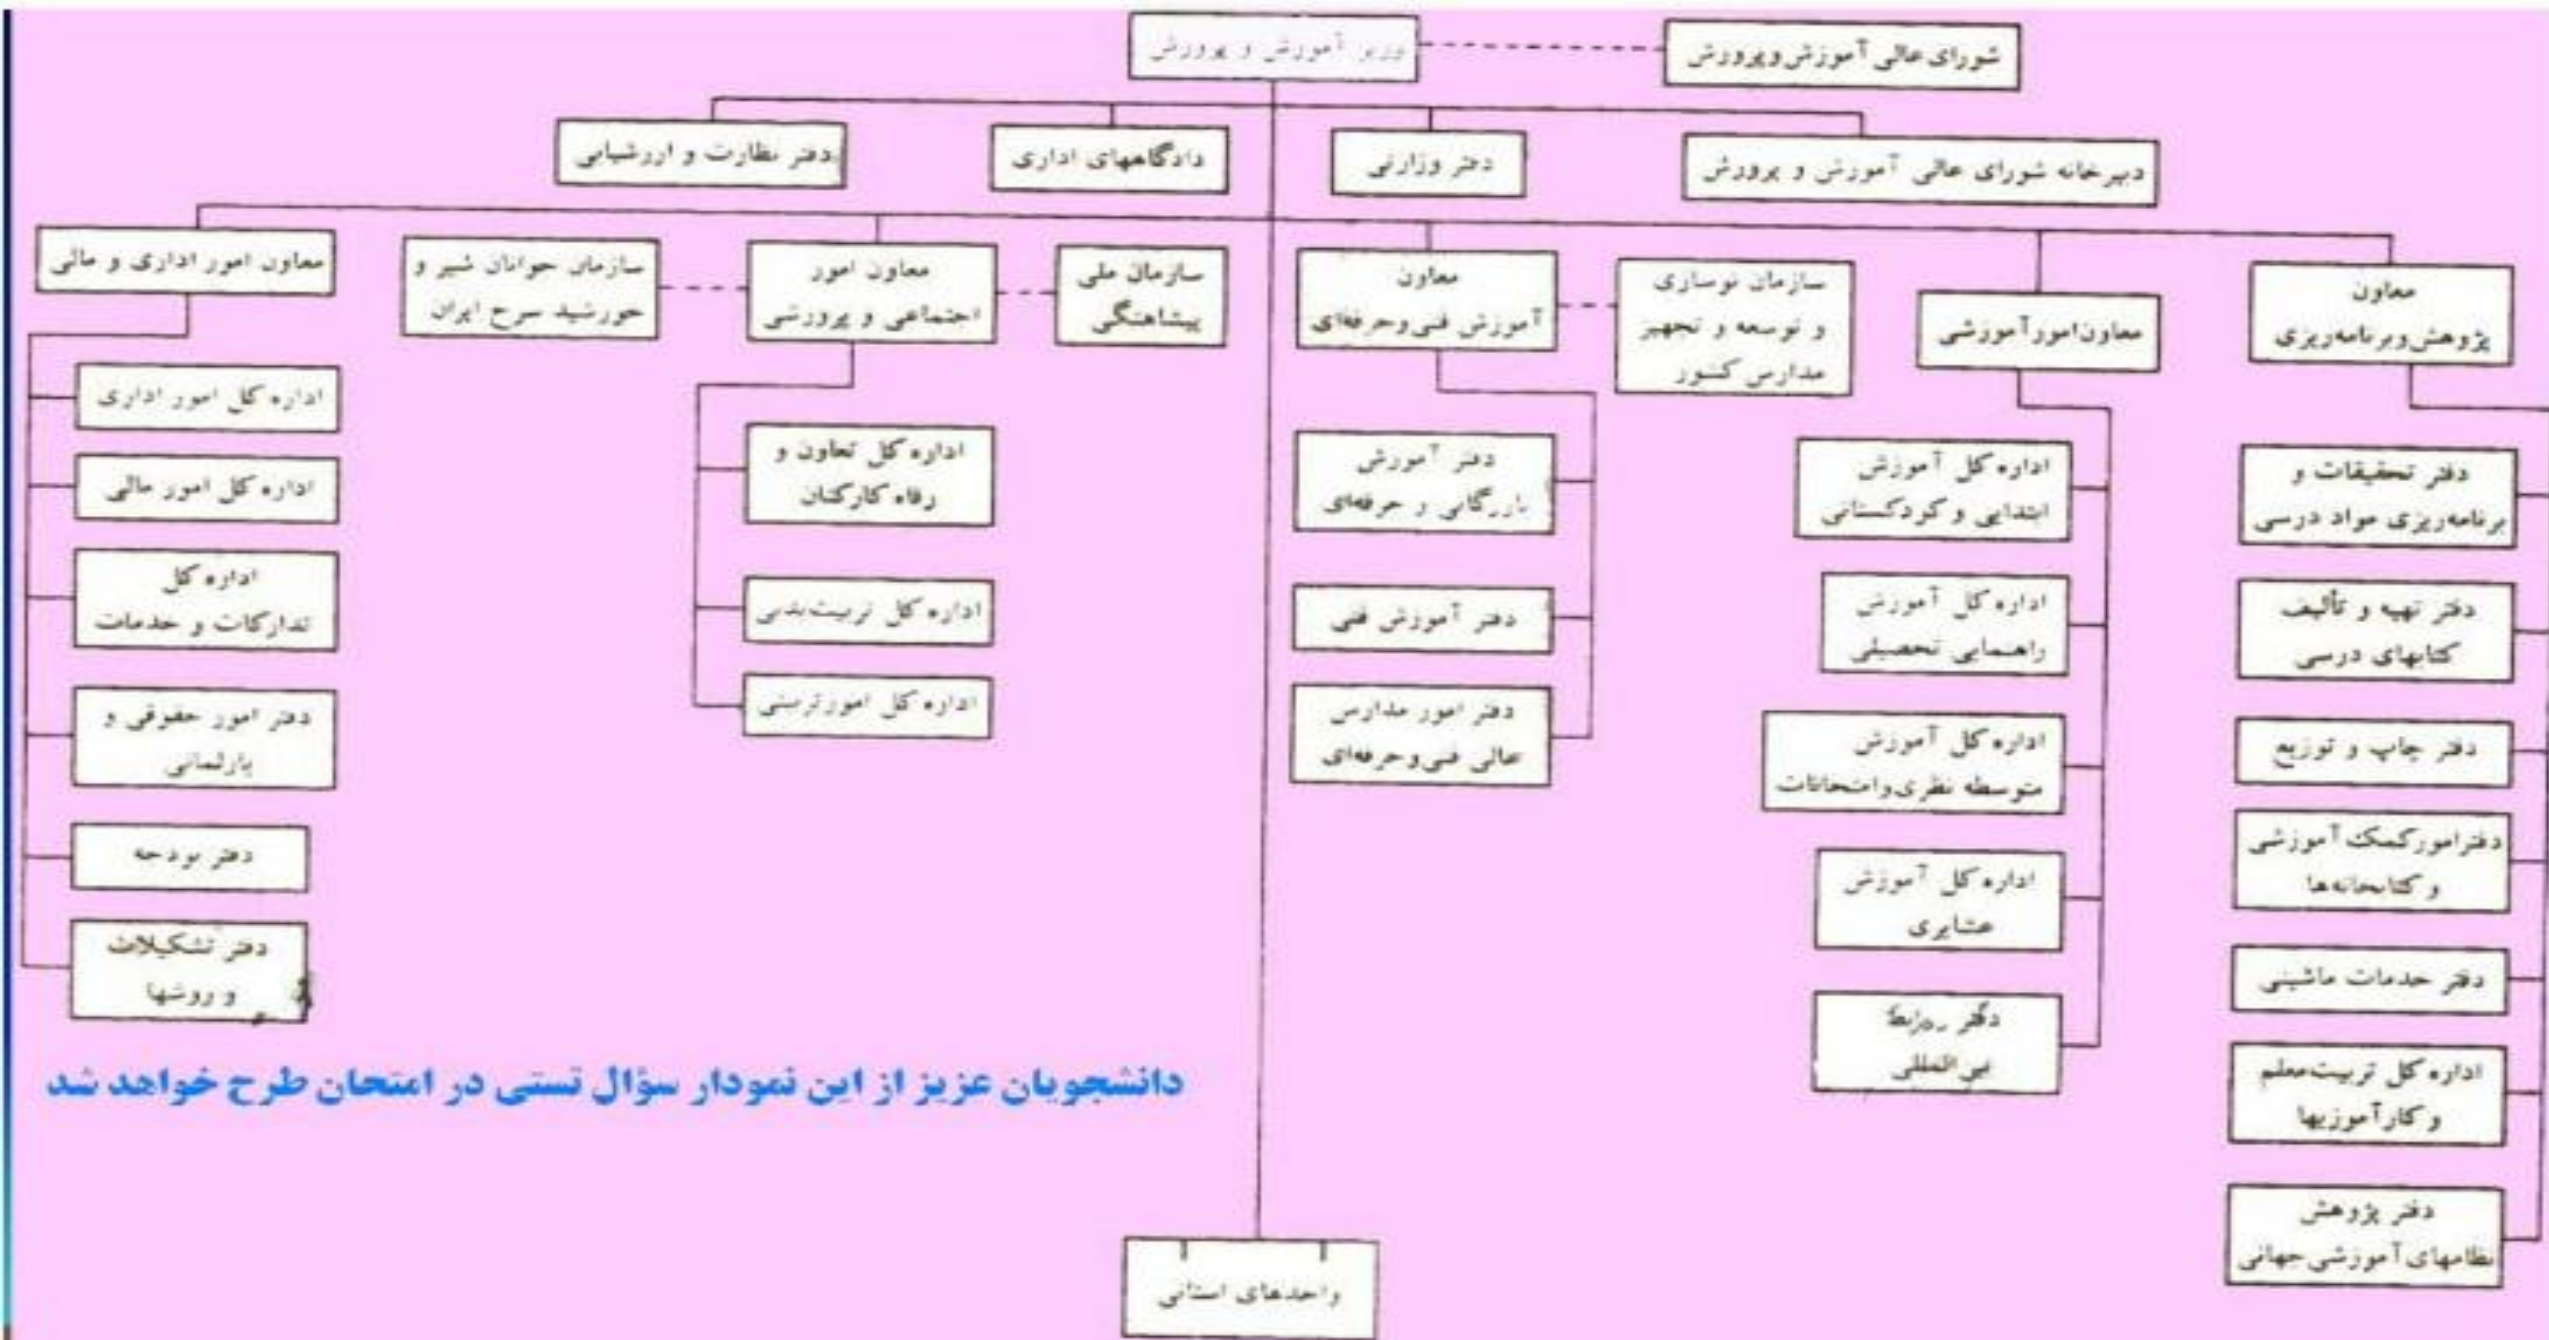 وزیر آموزش و پرورش
شورای عالی آموزش و پرورش
دبیرخانه شورای عالی آموزش و پرورش
دفتر وزارتی
دادگاههای اداری
دفتر نظارت و ارزشیابی
معاون
پژوهش و برنامه‌ریزی
معاون امور آموزشی
سازمان نوسازی
و توسعه و تجهیز
مدارس کشور
معاون
آموزش فنی و حرفه‌ای
سازمان ملی
پیشاهنگی
معاون امور
اجتماعی و پرورشی
سازمان جوانان شیر و
خورشید سرخ ایران
معاون امور اداری و مالی
دفتر تحقیقات و
برنامه‌ریزی مواد درسی
دفتر تهیه و تألیف
کتابهای درسی
دفتر چاپ و توزیع
دفتر امور کمک آموزشی
و کتابخانه‌ها
دفتر خدمات ماشینی
اداره کل تربیت معلم
و کارآموزیها
دفتر پژوهش
نظامهای آموزشی جهانی
اداره کل آموزش
ابتدایی و کودکستانی
اداره کل آموزش
راهنمایی تحصیلی
اداره کل آموزش
متوسطه نظری و امتحانات
اداره کل آموزش
عشایری
دفتر روابط
بین‌المللی
دفتر آموزش
بازرگانی و حرفه‌ای
دفتر آموزش فنی
دفتر امور مدارس
عالی فنی و حرفه‌ای
اداره کل تعاون و
رفاه کارکنان
اداره کل تربیت بدنی
اداره کل امور تربیتی
اداره کل امور اداری
اداره کل امور مالی
اداره کل
تدارکات و خدمات
دفتر امور حقوقی و
پارلمانی
دفتر بودجه
دفتر تشکیلات
و روشها
دانشجویان عزیز از این نمودار سؤال تستی در امتحان طرح خواهد شد
واحدهای استانی